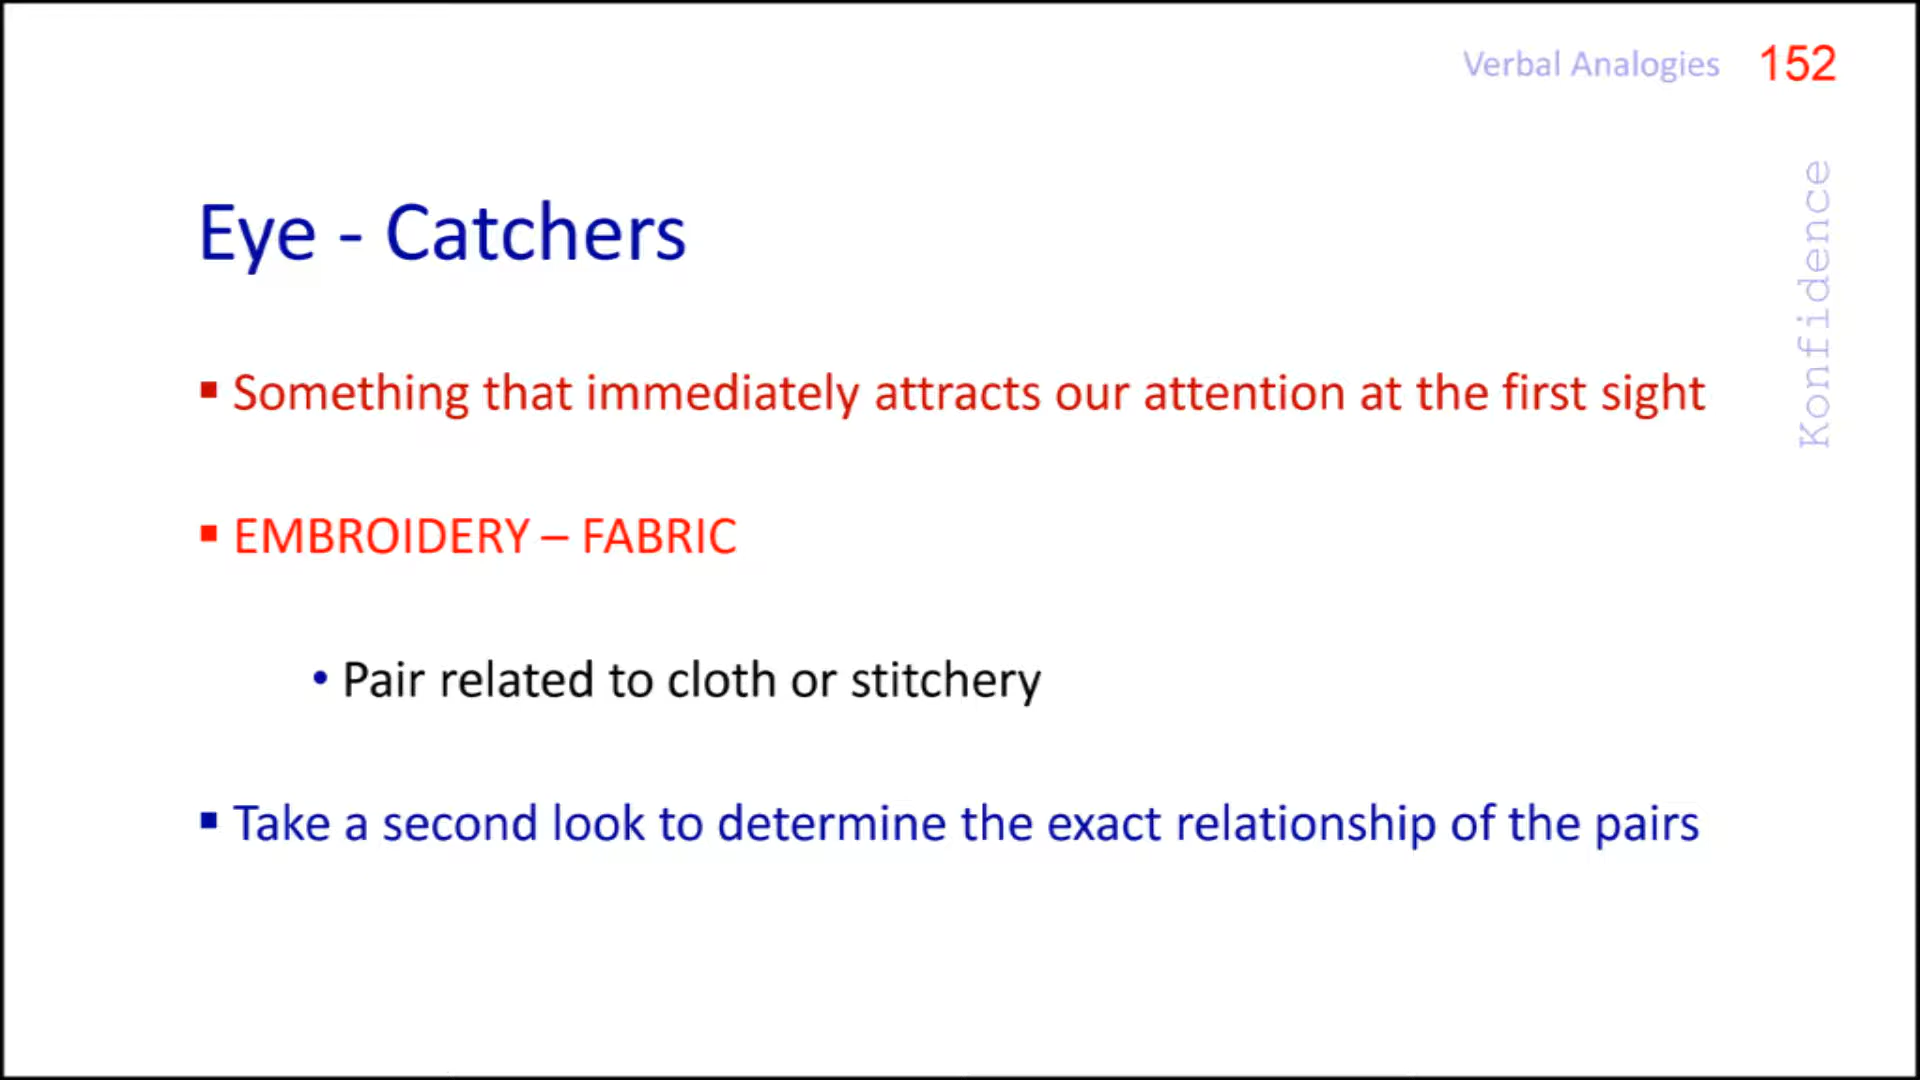 Verbal Analogies 152
Konfidence
Eye - Catchers
▪ Something that immediately attracts our attention at the first sight
▪ EMBROIDERY – FABRIC
• Pair related to cloth or stitchery
▪ Take a second look to determine the exact relationship of the pairs